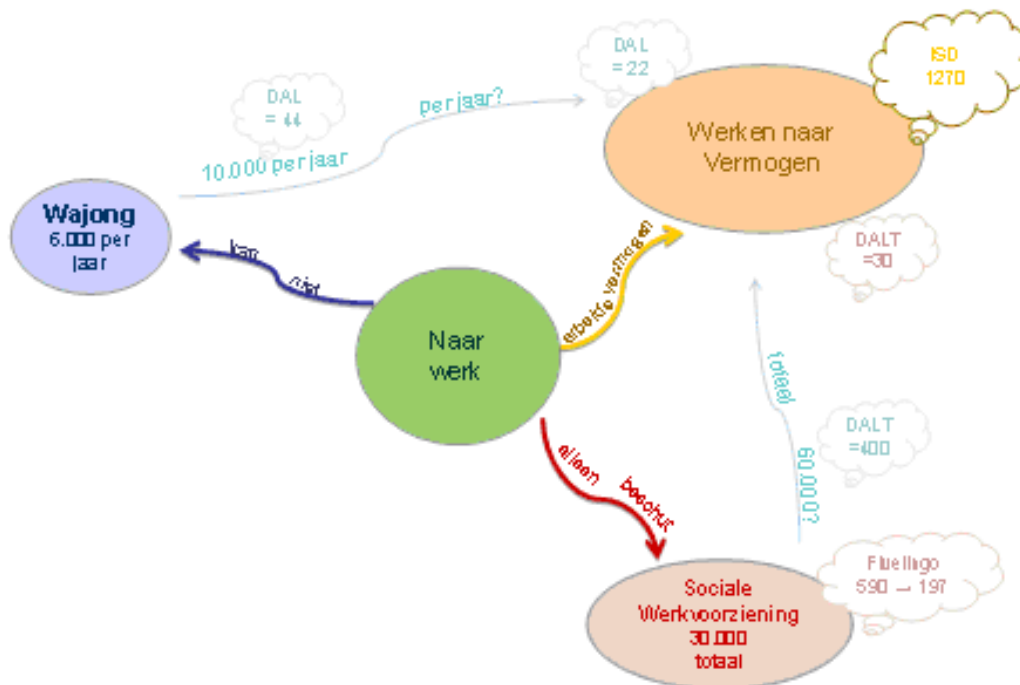 DAL
= 44
10.000 per jaar
per jaar?
DAL
= 22
ISD
1270
Werken naar
Vermogen
Wajong
6.000 per
jaar
kan niet
Naar
werk
vermogen
DALT
=30
totaal
60.000?
DALT
=400
alleen beschut
Sociale
Werkvoorziening
30.000
totaal
590 → 197